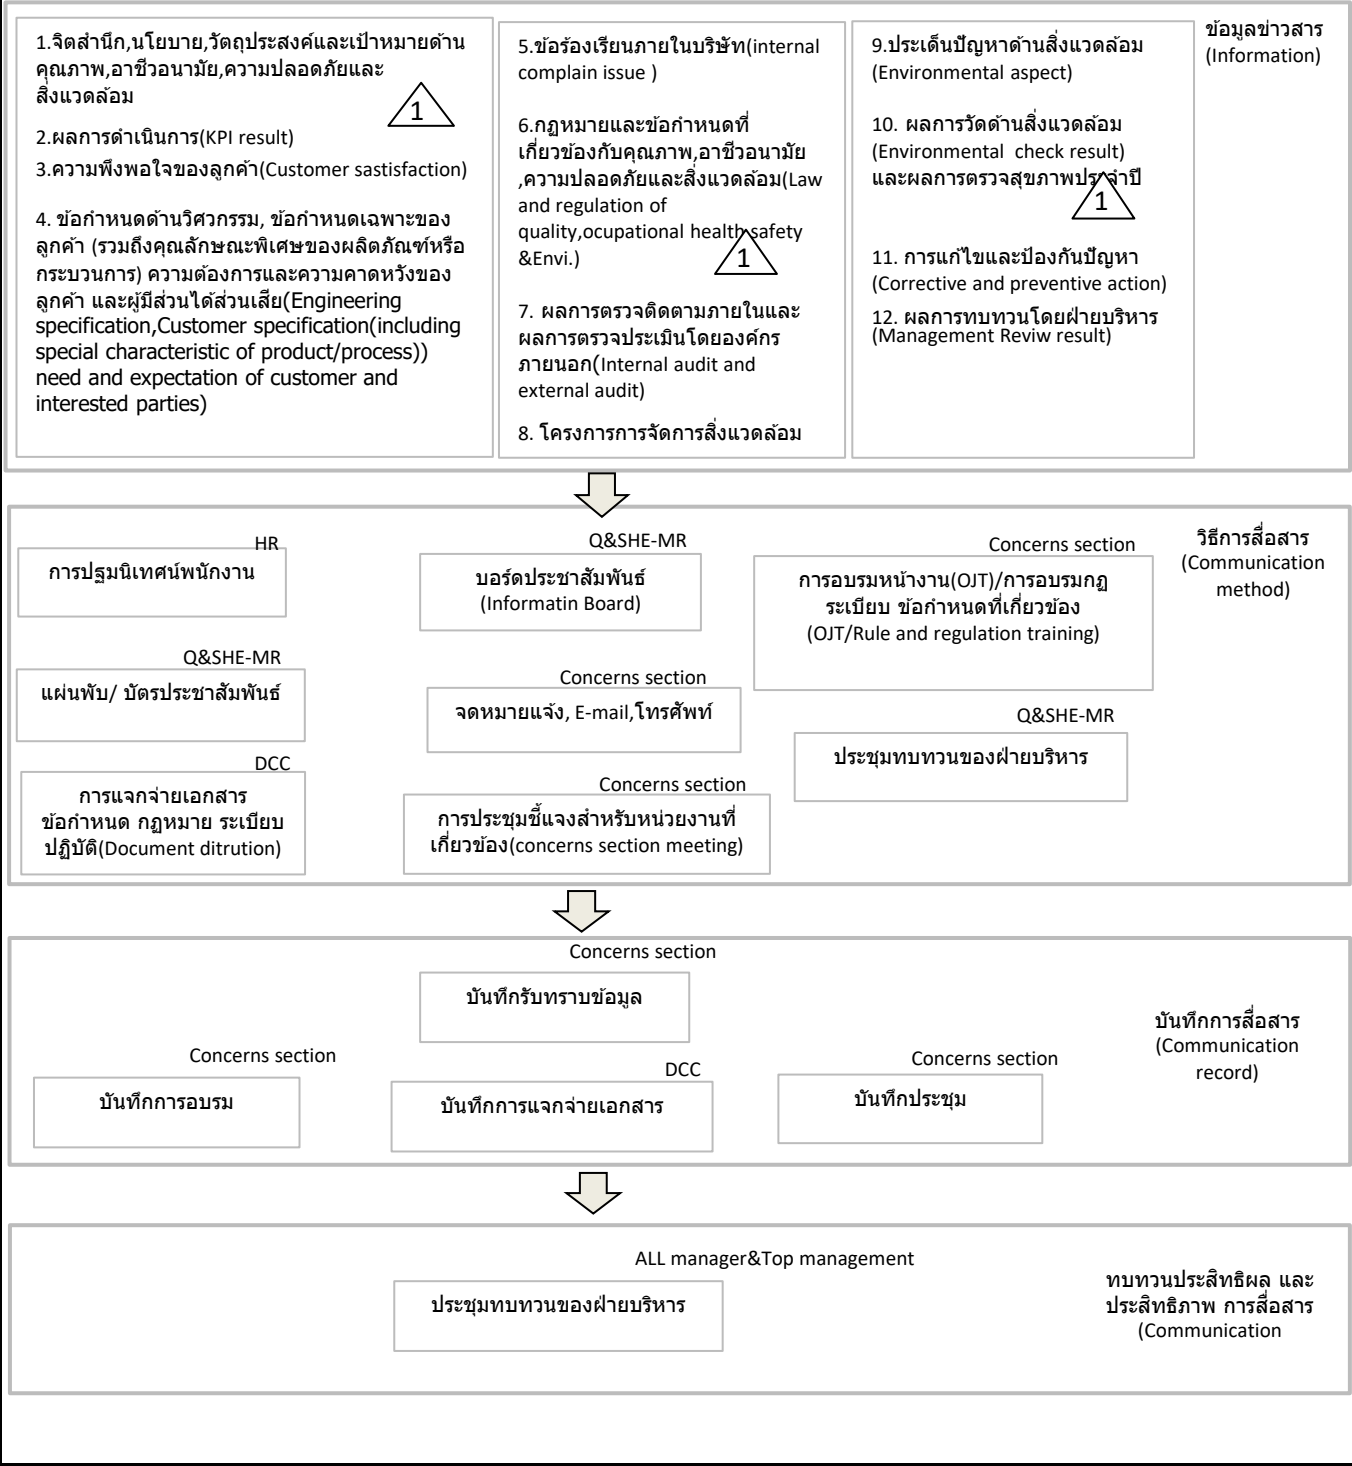 1.จิตสำนึก,นโยบาย,วัตถุประสงค์และเป้าหมายด้าน
คุณภาพ,อาชีวอนามัย,ความปลอดภัยและ
สิ่งแวดล้อม
1
2.ผลการดำเนินการ(KPI result)
3.ความพึงพอใจของลูกค้า(Customer sastisfaction)
4. ข้อกำหนดด้านวิศวกรรม, ข้อกำหนดเฉพาะของ
ลูกค้า (รวมถึงคุณลักษณะพิเศษของผลิตภัณฑ์หรือ
กระบวนการ) ความต้องการและความคาดหวังของ
ลูกค้า และผู้มีส่วนได้ส่วนเสีย(Engineering
specification,Customer specification(including
special characteristic of product/process))
need and expectation of customer and
interested parties)
5.ข้อร้องเรียนภายในบริษัท(internal
complain issue )
6.กฏหมายและข้อกำหนดที่
เกี่ยวข้องกับคุณภาพ,อาชีวอนามัย
,ความปลอดภัยและสิ่งแวดล้อม(Law
and regulation of
quality,ocupational health,safety
&Envi.)
1
7. ผลการตรวจติดตามภายในและ
ผลการตรวจประเมินโดยองค์กร
ภายนอก(Internal audit and
external audit)
8. โครงการการจัดการสิ่งแวดล้อม
9.ประเด็นปัญหาด้านสิ่งแวดล้อม
(Environmental aspect)
10. ผลการวัดด้านสิ่งแวดล้อม
(Environmental check result)
และผลการตรวจสุขภาพประจำปี
1
11. การแก้ไขและป้องกันปัญหา
(Corrective and preventive action)
12. ผลการทบทวนโดยฝ่ายบริหาร
(Management Reviw result)
ข้อมูลข่าวสาร
(Information)
HR
การปฐมนิเทศน์พนักงาน
Q&SHE-MR
บอร์ดประชาสัมพันธ์
(Informatin Board)
Concerns section
การอบรมหน้างาน(OJT)/การอบรมกฏ
ระเบียบ ข้อกำหนดที่เกี่ยวข้อง
(OJT/Rule and regulation training)
วิธีการสื่อสาร
(Communication
method)
Q&SHE-MR
แผ่นพับ/ บัตรประชาสัมพันธ์
Concerns section
จดหมายแจ้ง, E-mail,โทรศัพท์
Q&SHE-MR
ประชุมทบทวนของฝ่ายบริหาร
DCC
การแจกจ่ายเอกสาร
ข้อกำหนด กฏหมาย ระเบียบ
ปฏิบัติ(Document ditrution)
Concerns section
การประชุมชี้แจงสำหรับหน่วยงานที่
เกี่ยวข้อง(concerns section meeting)
Concerns section
บันทึกรับทราบข้อมูล
บันทึกการสื่อสาร
(Communication
record)
Concerns section
บันทึกการอบรม
DCC
บันทึกการแจกจ่ายเอกสาร
Concerns section
บันทึกประชุม
ALL manager&Top management
ประชุมทบทวนของฝ่ายบริหาร
ทบทวนประสิทธิผล และ
ประสิทธิภาพ การสื่อสาร
(Communication